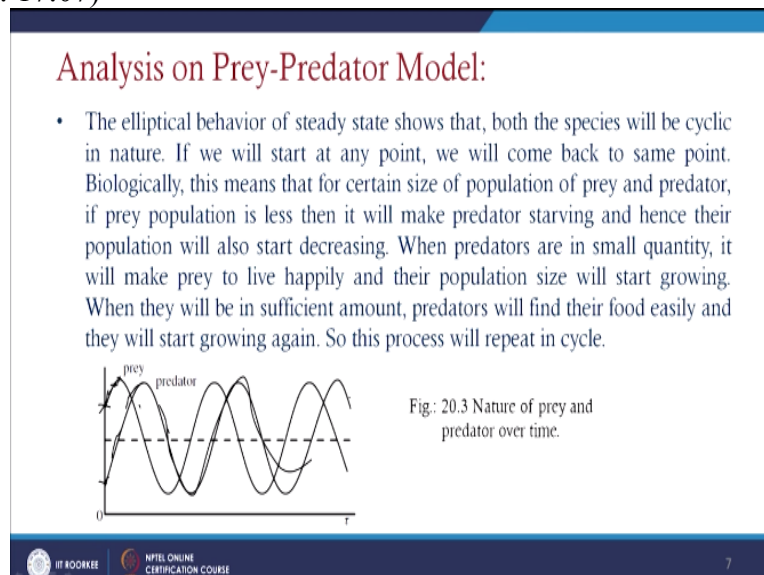 Analysis on Prey-Predator Model:
• The elliptical behavior of steady state shows that, both the species will be cyclic
in nature. If we will start at any point, we will come back to same point.
Biologically, this means that for certain size of population of prey and predator,
if prey population is less then it will make predator starving and hence their
population will also start decreasing. When predators are in small quantity, it
will make prey to live happily and their population size will start growing.
When they will be in sufficient amount, predators will find their food easily and
they will start growing again. So this process will repeat in cycle.
prey
predator
Fig.: 20.3 Nature of prey and
predator over time.
0
IIT ROORKEE
NPTEL ONLINE
CERTIFICATION COURSE
7